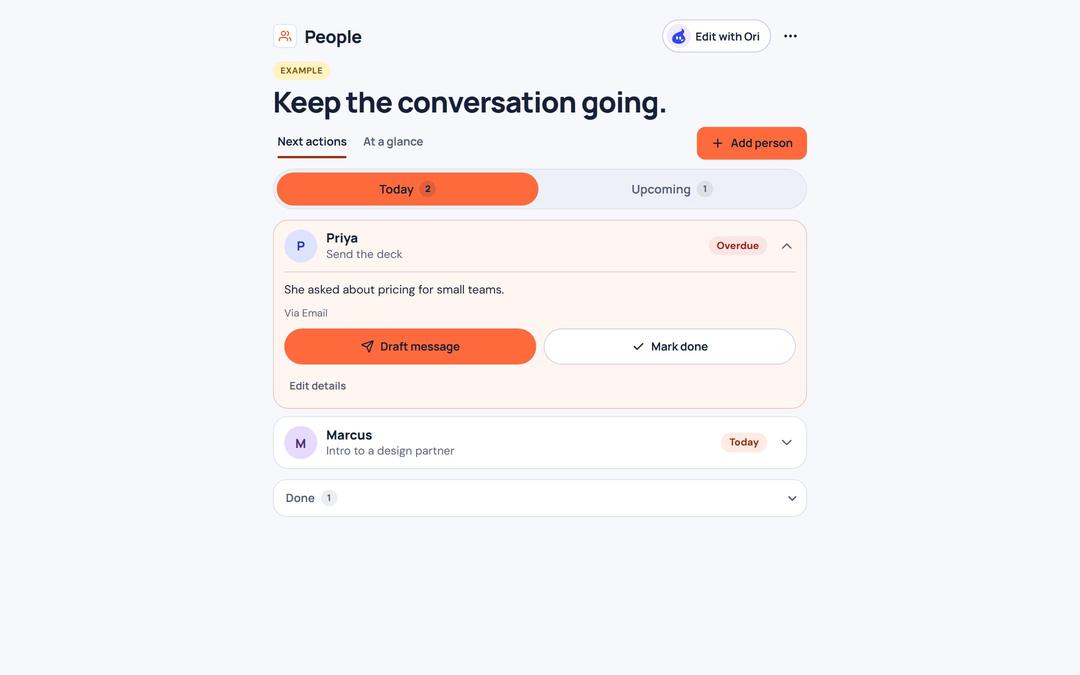 People
Edit with Ori
EXAMPLE
Keep the conversation going.
Next actions
At a glance
Add person
Today 2
Upcoming 1
P
Priya
Send the deck
Overdue
She asked about pricing for small teams.
Via Email
Draft message
Mark done
Edit details
M
Marcus
Intro to a design partner
Today
Done 1